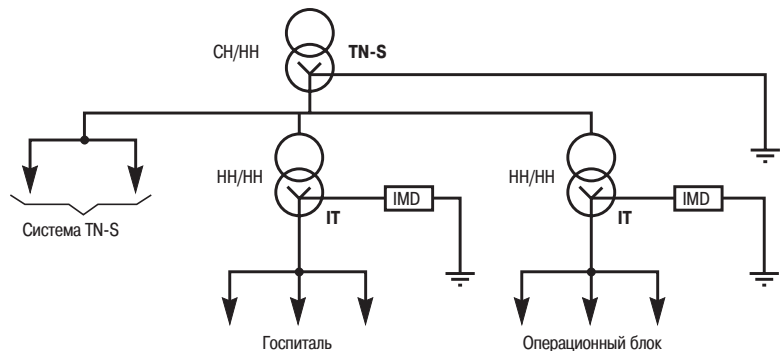 СН/НН TN-S
НН/НН IMD IT
НН/НН IMD IT
Система TN-S
Госпиталь
Операционный блок